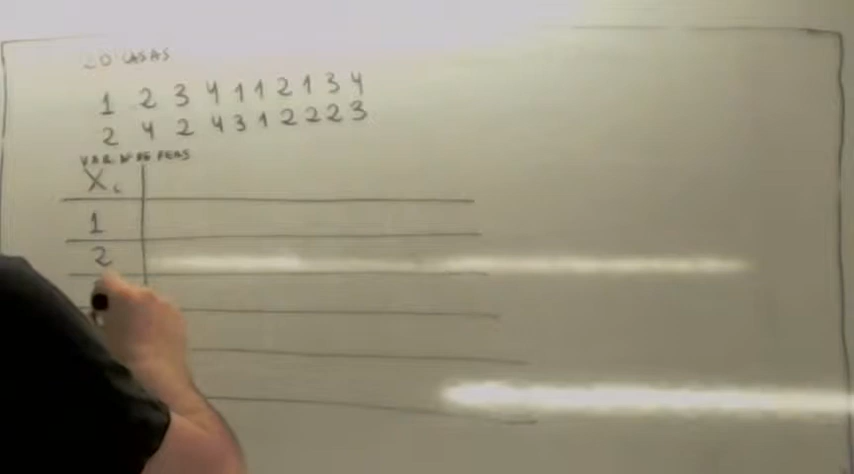 20 CASAS
1 2 3 4 1 1 2 1 3 4
2 4 2 4 3 1 2 2 2 3
VAR. Nº DE PERS
Xi
1
2